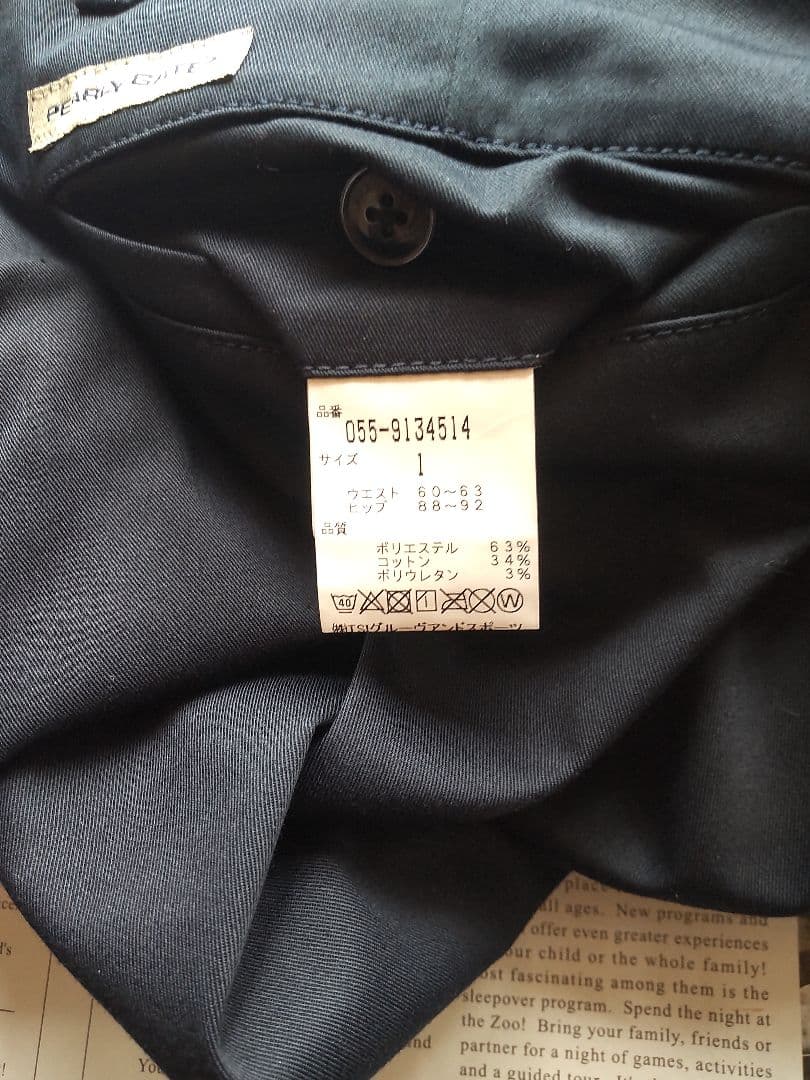 PEARLY GATES
品番
055-9134514
サイズ
1
ウエスト 60~63
ヒップ 88~92
品質
ポリエステル 63%
コットン 34%
ポリウレタン 3%
40
W
㈱TSIグルーヴアンドスポーツ
place
all ages. New programs and
offer even greater experiences
our child or the whole family!
ost fascinating among them is the
sleepover program. Spend the night at
the Zoo! Bring your family, friends or
partner for a night of games, activities
and a guided tour.
nd
You